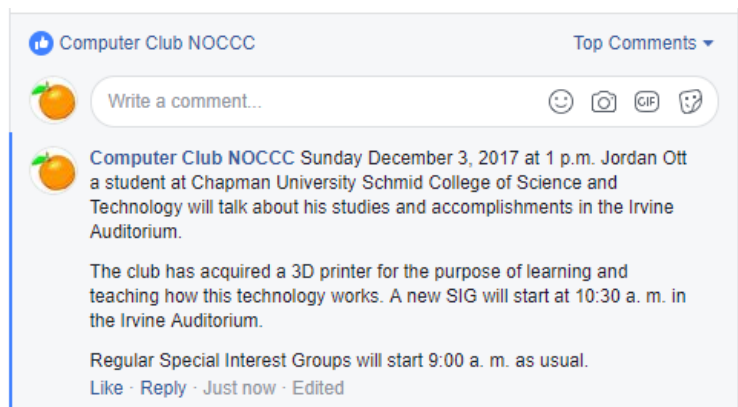 Computer Club NOCCC
Top Comments
Write a comment...
GIF
Computer Club NOCCC Sunday December 3, 2017 at 1 p.m. Jordan Ott
a student at Chapman University Schmid College of Science and
Technology will talk about his studies and accomplishments in the Irvine
Auditorium.
The club has acquired a 3D printer for the purpose of learning and
teaching how this technology works. A new SIG will start at 10:30 a. m. in
the Irvine Auditorium.
Regular Special Interest Groups will start 9:00 a. m. as usual.
Like · Reply · Just now · Edited